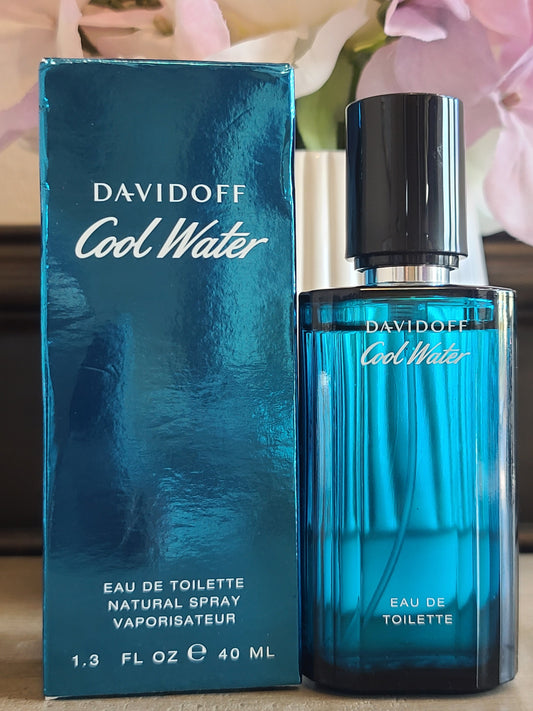 DAVIDOFF
Cool Water
EAU DE TOILETTE
NATURAL SPRAY
VAPORISATEUR
1.3 FL OZ ℮ 40 ML
DAVIDOFF
Cool Water
EAU DE
TOILETTE